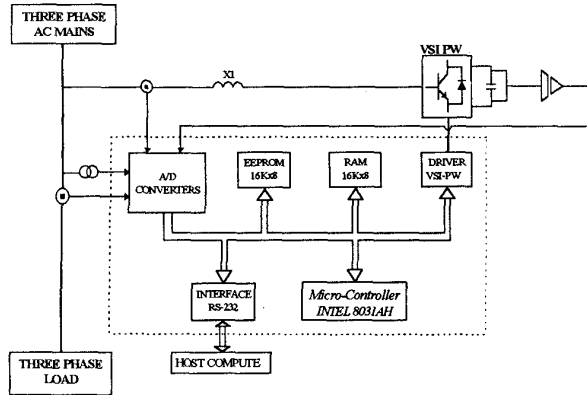 THREE PHASE
AC MAINS
X1
VSI PW
A/D
CONVERTERS
EEPROM
16Kx8
RAM
16Kx8
DRIVER
VSI-PW
INTERFACE
RS-232
Micro-Controller
INTEL 8031AH
THREE PHASE
LOAD
HOST COMPUTE